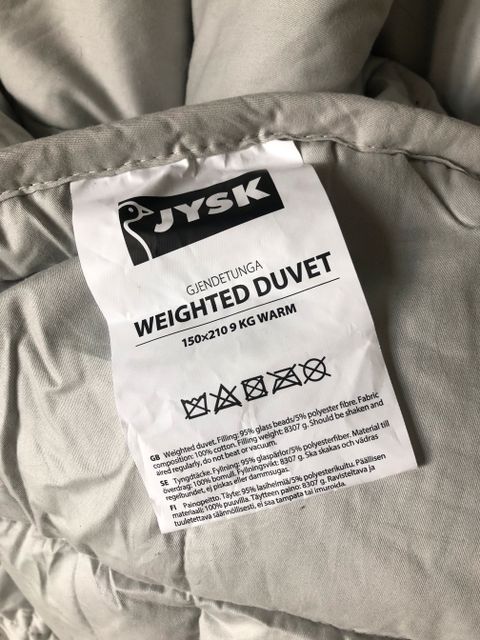 JYSK
GJENDETUNGA
WEIGHTED DUVET
150×210 9 KG WARM
GB Weighted duvet. Filling: 95% glass beads/5% polyester fibre. Fabric
composition: 100% cotton. Filling weight: 8307 g. Should be shaken and
aired regularly, do not beat or vacuum.
SE Tyngdtäcke. Fyllning: 95% glaspärlor/5% polyesterfiber. Material till
överdrag: 100% bomull. Fyllningsvikt: 8307 g. Ska skakas och vädras
regelbundet, ej piskas eller dammsugas.
FI Painopeitto. Täyte: 95% lasihelmiä/5% polyesterikuitu. Päällisen
materiaali: 100% puuvilla. Täytteen paino: 8307 g. Ravisteltava ja
tuuletettava säännöllisesti, ei saa tampata tai imuroida.